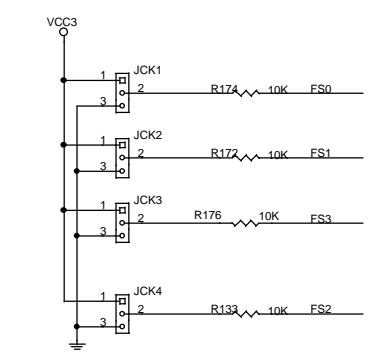 VCC3
JCK1
1
2 R174 10K FS0
3
JCK2
1
2 R172 10K FS1
3
JCK3
1
2 R176 10K FS3
3
JCK4
1
2 R133 10K FS2
3